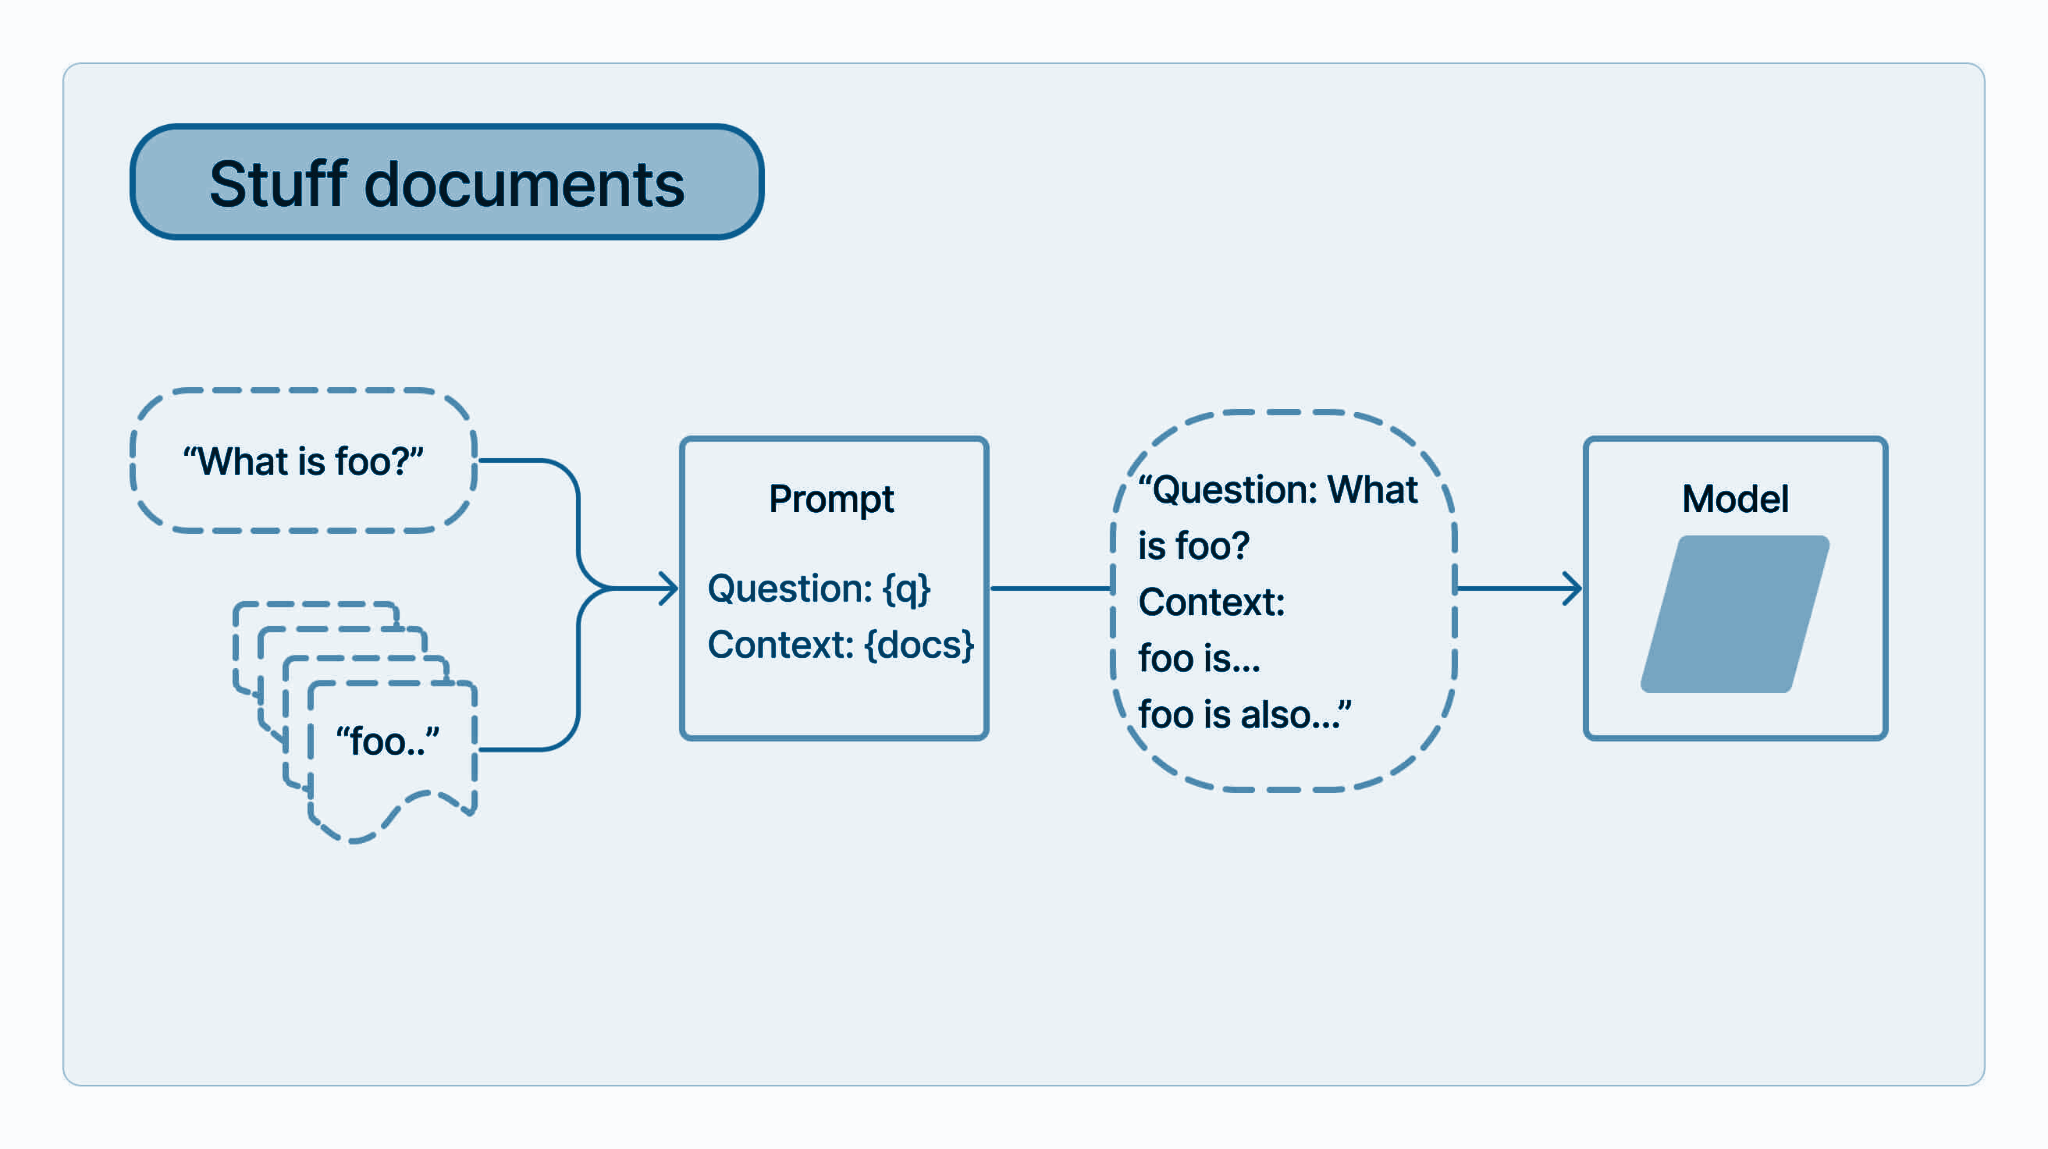 Stuff documents
“What is foo?”
“foo..”
Prompt
Question: {q}
Context: {docs}
“Question: What
is foo?
Context:
foo is...
foo is also...”
Model